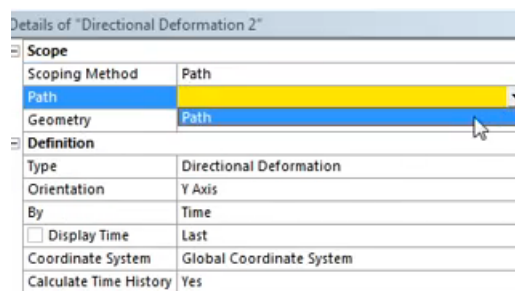 Details of "Directional Deformation 2"
Scope
Scoping Method Path
Path
Geometry Path
Definition
Type Directional Deformation
Orientation Y Axis
By Time
Display Time Last
Coordinate System Global Coordinate System
Calculate Time History Yes